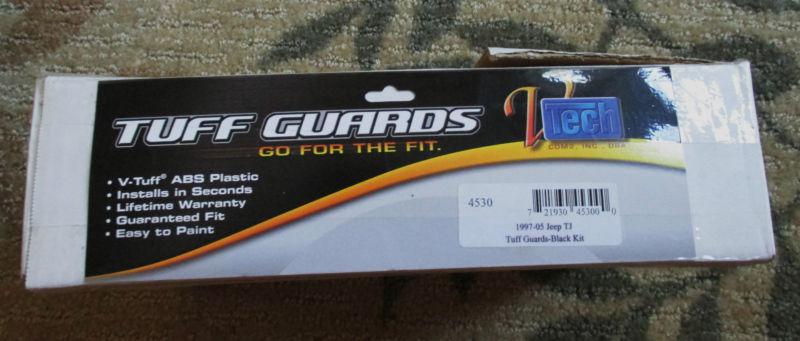 TUFF GUARDS
GO FOR THE FIT.
V Tech
COM2, INC., DBA
• V-Tuff® ABS Plastic
• Installs in Seconds
• Lifetime Warranty
• Guaranteed Fit
• Easy to Paint
4530
7 21930 45300 0
1997-05 Jeep TJ
Tuff Guards-Black Kit